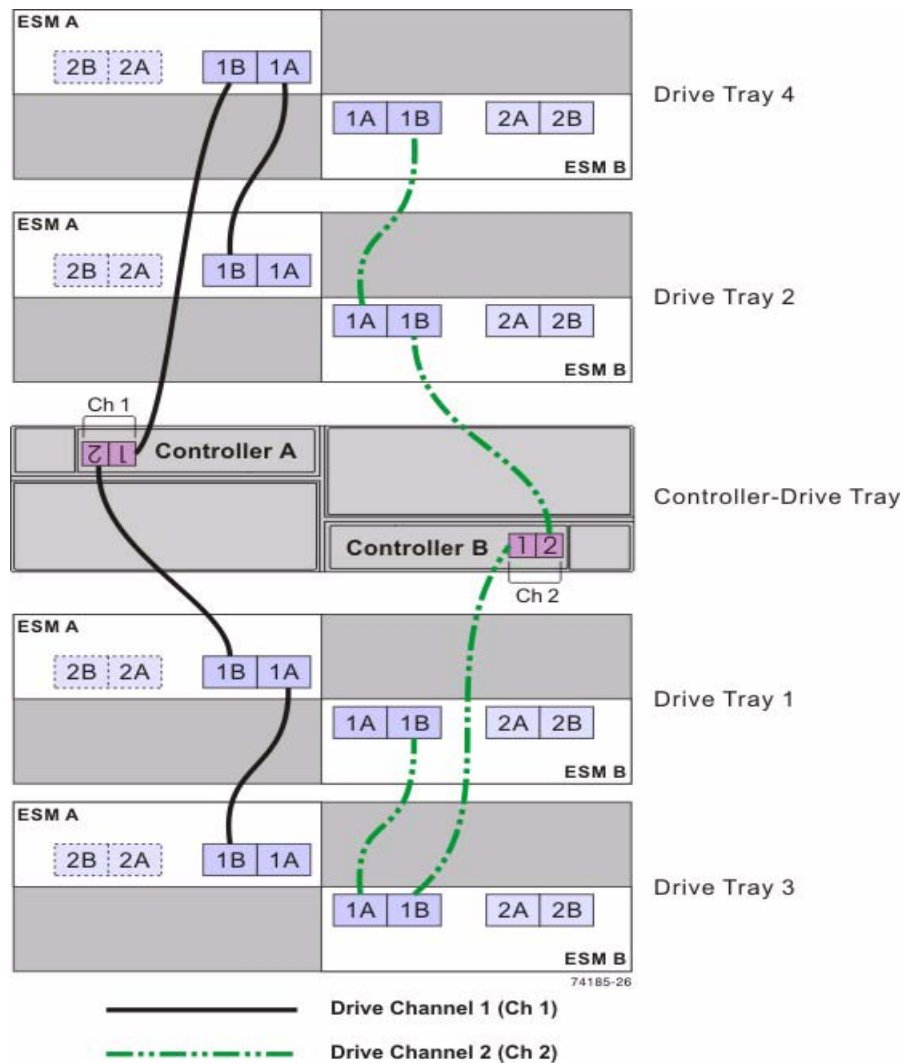 ESM A
2B 2A 1B 1A
Drive Tray 4
1A 1B 2A 2B
ESM B
ESM A
2B 2A 1B 1A
Drive Tray 2
1A 1B 2A 2B
ESM B
Ch 1
2 1 Controller A
Controller-Drive Tray
Controller B 1 2
Ch 2
ESM A
2B 2A 1B 1A
Drive Tray 1
1A 1B 2A 2B
ESM B
ESM A
2B 2A 1B 1A
Drive Tray 3
1A 1B 2A 2B
ESM B
74185-26
Drive Channel 1 (Ch 1)
Drive Channel 2 (Ch 2)